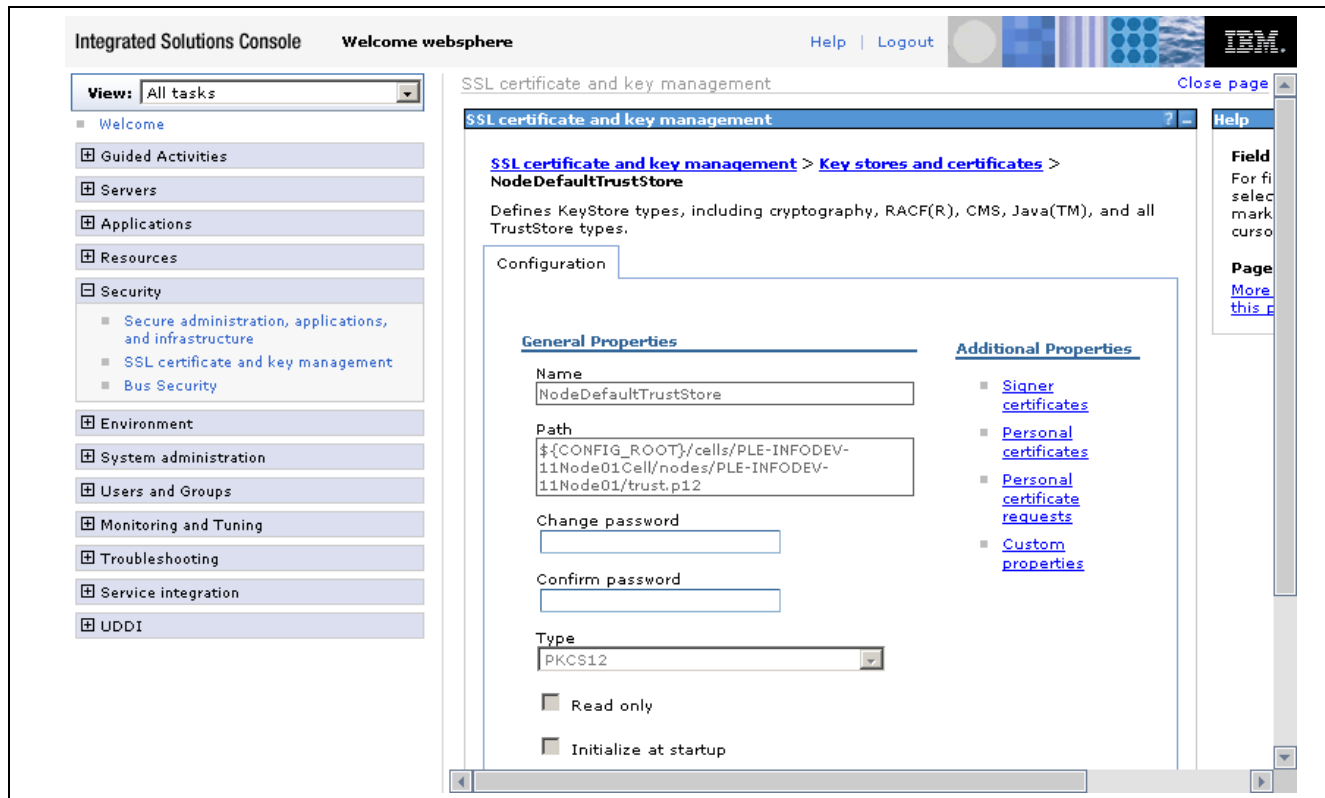 Integrated Solutions Console Welcome websphere Help | Logout IBM.
View: All tasks
Welcome
Guided Activities
Servers
Applications
Resources
Security
Secure administration, applications,
and infrastructure
SSL certificate and key management
Bus Security
Environment
System administration
Users and Groups
Monitoring and Tuning
Troubleshooting
Service integration
UDDI
SSL certificate and key management Close page
SSL certificate and key management ? –
SSL certificate and key management > Key stores and certificates >
NodeDefaultTrustStore
Defines KeyStore types, including cryptography, RACF(R), CMS, Java(TM), and all
TrustStore types.
Configuration
General Properties
Name
NodeDefaultTrustStore
Path
${CONFIG_ROOT}/cells/PLE-INFODEV-
11Node01Cell/nodes/PLE-INFODEV-
11Node01/trust.p12
Change password
Confirm password
Type
PKCS12
Read only
Initialize at startup
Additional Properties
Signer
certificates
Personal
certificates
Personal
certificate
requests
Custom
properties
Help
Field
For fi
selec
mark
curso
Page
More
this p